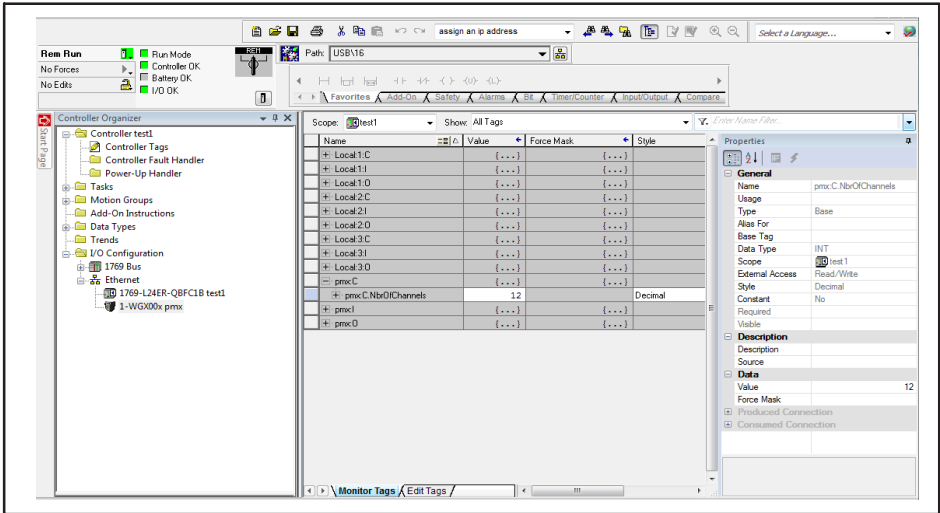 assign an ip address
Select a Language...
Rem Run
Run Mode
REM
Path: USB\16
No Forces
Controller OK
Battery OK
No Edits
I/O OK
Favorites Add-On Safety Alarms Bit Timer/Counter Input/Output Compare
Start Page
Controller Organizer
Controller test1
Controller Tags
Controller Fault Handler
Power-Up Handler
Tasks
Motion Groups
Add-On Instructions
Data Types
Trends
I/O Configuration
1769 Bus
Ethernet
1769-L24ER-QBFC1B test1
1-WGX00x pmx
Scope: test1 Show: All Tags
Enter Name Filter...
Name Value Force Mask Style
Local:1:C {...} {...}
Local:1:I {...} {...}
Local:1:O {...} {...}
Local:2:C {...} {...}
Local:2:I {...} {...}
Local:2:O {...} {...}
Local:3:C {...} {...}
Local:3:I {...} {...}
Local:3:O {...} {...}
pmx:C {...} {...}
pmx:C.NbrOfChannels 12 Decimal
pmx:I {...} {...}
pmx:O {...} {...}
Monitor Tags Edit Tags
Properties
General
Name pmx:C.NbrOfChannels
Usage
Type Base
Alias For
Base Tag
Data Type INT
Scope test1
External Access Read/Write
Style Decimal
Constant No
Required
Visible
Description
Description
Source
Data
Value 12
Force Mask
Produced Connection
Consumed Connection